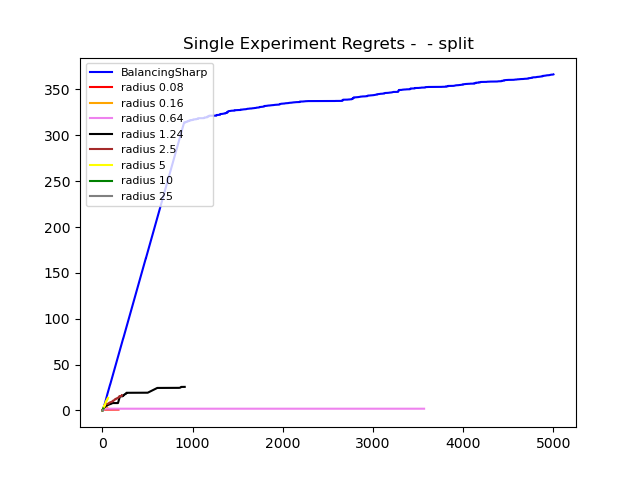 Single Experiment Regrets -  - split
BalancingSharp
radius 0.08
radius 0.16
radius 0.64
radius 1.24
radius 2.5
radius 5
radius 10
radius 25
350
300
250
200
150
100
50
0
0 1000 2000 3000 4000 5000